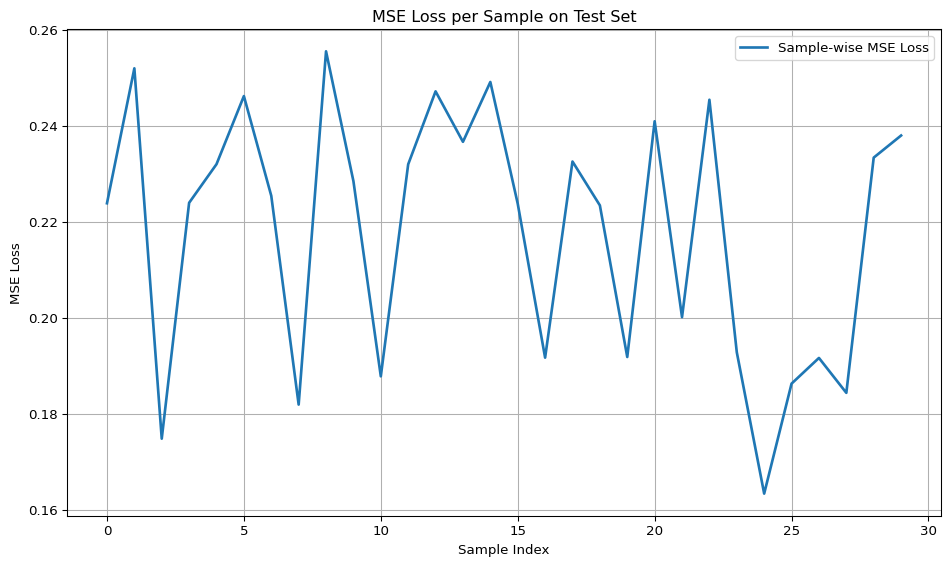 MSE Loss per Sample on Test Set
Sample-wise MSE Loss
MSE Loss
0.26
0.24
0.22
0.20
0.18
0.16
0 5 10 15 20 25 30
Sample Index